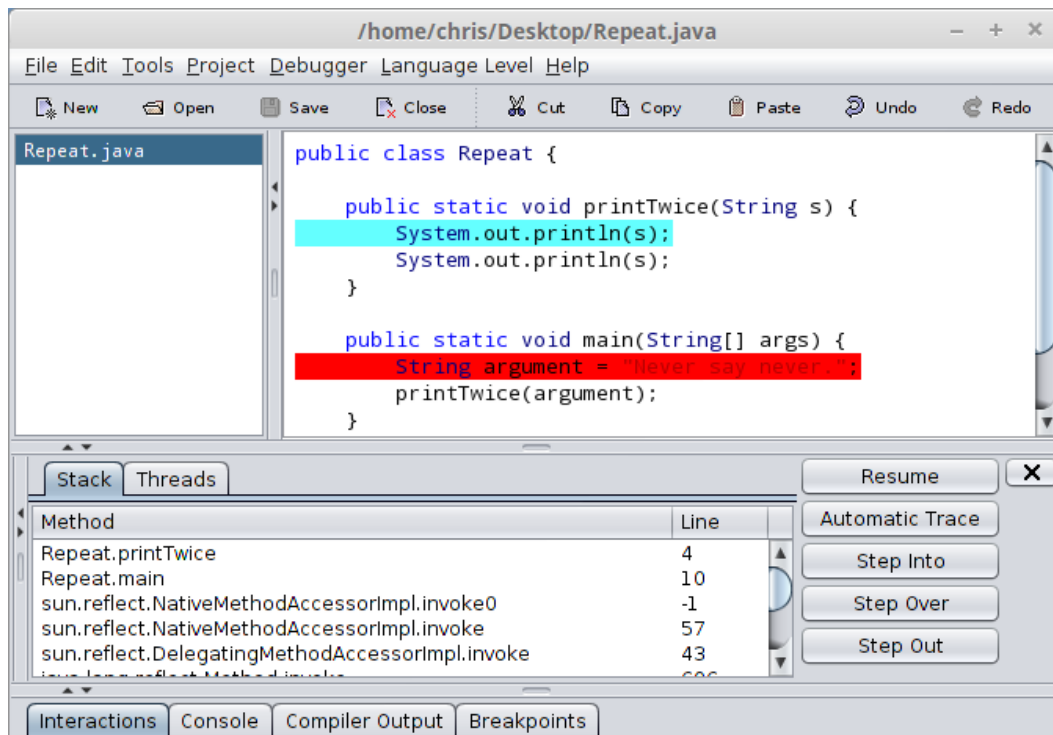 /home/chris/Desktop/Repeat.java
File Edit Tools Project Debugger Language Level Help
New Open Save Close Cut Copy Paste Undo Redo
Repeat.java
public class Repeat {
public static void printTwice(String s) {
System.out.println(s);
System.out.println(s);
}
public static void main(String[] args) {
String argument = "Never say never.";
printTwice(argument);
}
Stack Threads
Method Line
Repeat.printTwice 4
Repeat.main 10
sun.reflect.NativeMethodAccessorImpl.invoke0 -1
sun.reflect.NativeMethodAccessorImpl.invoke 57
sun.reflect.DelegatingMethodAccessorImpl.invoke 43
Resume
Automatic Trace
Step Into
Step Over
Step Out
Interactions Console Compiler Output Breakpoints